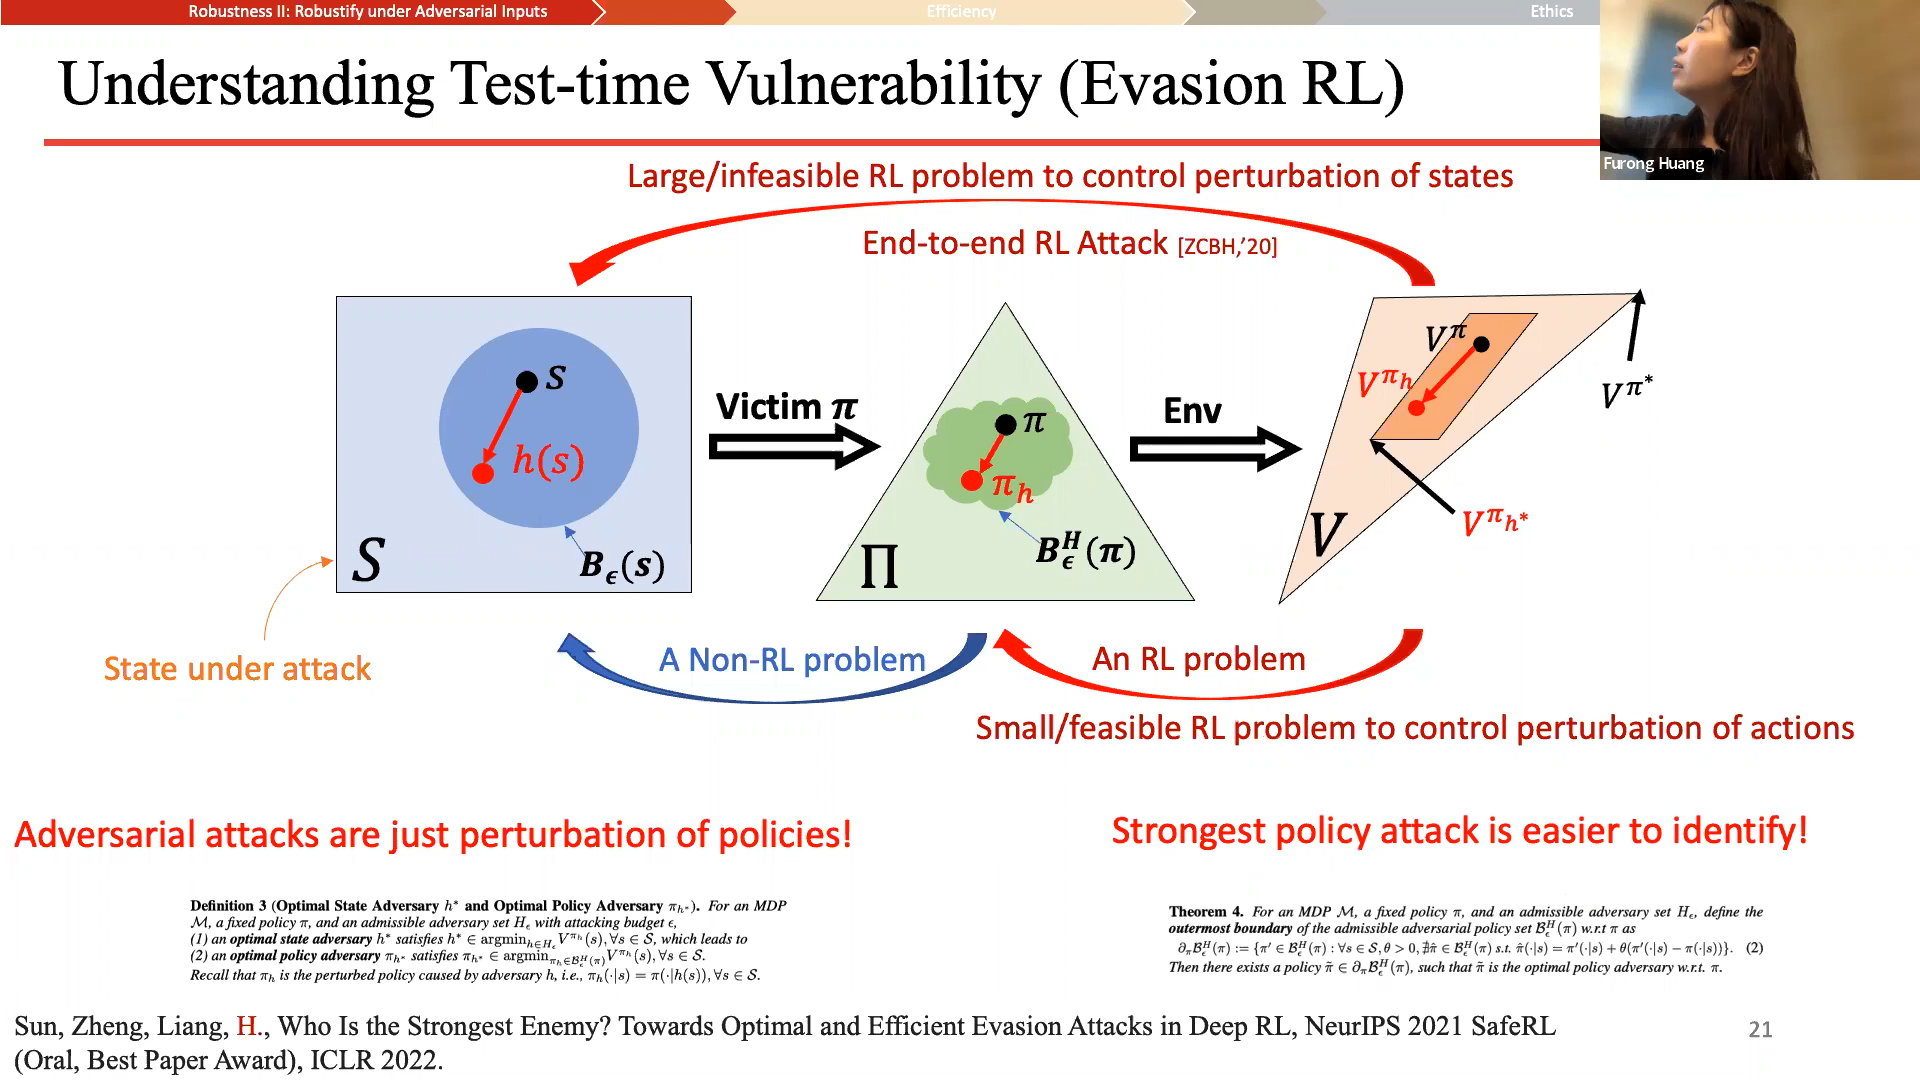 Robustness II: Robustify under Adversarial Inputs
Efficiency
Ethics
Understanding Test-time Vulnerability (Evasion RL)
Furong Huang
Large/infeasible RL problem to control perturbation of states
End-to-end RL Attack [ZCBH,'20]
s
h(s)
S
B_ϵ(s)
Victim π
π
π_h
Π
B_ϵ^H(π)
Env
V^π
V^{π_h}
V
V^{π*}
V^{π_{h*}}
State under attack
A Non-RL problem
An RL problem
Small/feasible RL problem to control perturbation of actions
Adversarial attacks are just perturbation of policies!
Strongest policy attack is easier to identify!
Definition 3 (Optimal State Adversary h* and Optimal Policy Adversary π_{h*}). For an MDP
M, a fixed policy π, and an admissible adversary set H_ϵ with attacking budget ϵ,
(1) an optimal state adversary h* satisfies h* ∈ argmin_{h∈H_ϵ} V^{π_h}(s), ∀s ∈ S, which leads to
(2) an optimal policy adversary π_{h*} satisfies π_{h*} ∈ argmin_{π_h∈B_ϵ^H(π)} V^{π_h}(s), ∀s ∈ S.
Recall that π_h is the perturbed policy caused by adversary h, i.e., π_h(·|s) = π(·|h(s)), ∀s ∈ S.
Theorem 4. For an MDP M, a fixed policy π, and an admissible adversary set H_ϵ, define the
outermost boundary of the admissible adversarial policy set B_ϵ^H(π) w.r.t π as
∂_π B_ϵ^H(π) := {π′ ∈ B_ϵ^H(π) : ∀s ∈ S, θ > 0, ∄π̂ ∈ B_ϵ^H(π) s.t. π̂(·|s) = π′(·|s) + θ(π′(·|s) − π(·|s))}. (2)
Then there exists a policy π̃ ∈ ∂_π B_ϵ^H(π), such that π̃ is the optimal policy adversary w.r.t. π.
Sun, Zheng, Liang, H., Who Is the Strongest Enemy? Towards Optimal and Efficient Evasion Attacks in Deep RL, NeurIPS 2021 SafeRL
(Oral, Best Paper Award), ICLR 2022.
21